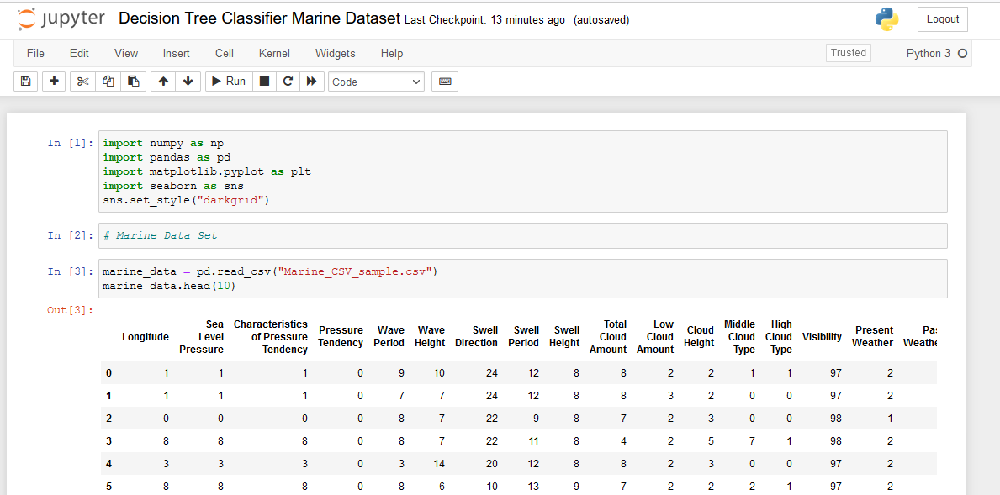 jupyter Decision Tree Classifier Marine Dataset Last Checkpoint: 13 minutes ago (autosaved) Logout
File Edit View Insert Cell Kernel Widgets Help Trusted Python 3
Run Code
In [1]: import numpy as np
import pandas as pd
import matplotlib.pyplot as plt
import seaborn as sns
sns.set_style("darkgrid")
In [2]: # Marine Data Set
In [3]: marine_data = pd.read_csv("Marine_CSV_sample.csv")
marine_data.head(10)
Out[3]:
Longitude Sea Level Pressure Characteristics of Pressure Tendency Pressure Tendency Wave Period Wave Height Swell Direction Swell Period Swell Height Total Cloud Amount Low Cloud Amount Cloud Height Middle Cloud Type High Cloud Type Visibility Present Weather Pas Weathe
0 1 1 1 0 9 10 24 12 8 8 2 2 1 1 97 2
1 1 1 1 0 7 7 24 12 8 8 3 2 0 0 97 2
2 0 0 0 0 8 7 22 9 8 7 2 3 0 0 98 1
3 8 8 8 0 8 7 22 11 8 4 2 5 7 1 98 2
4 3 3 3 0 3 14 20 12 8 8 2 3 0 0 97 2
5 8 8 8 0 8 6 10 13 9 7 2 2 2 1 97 2